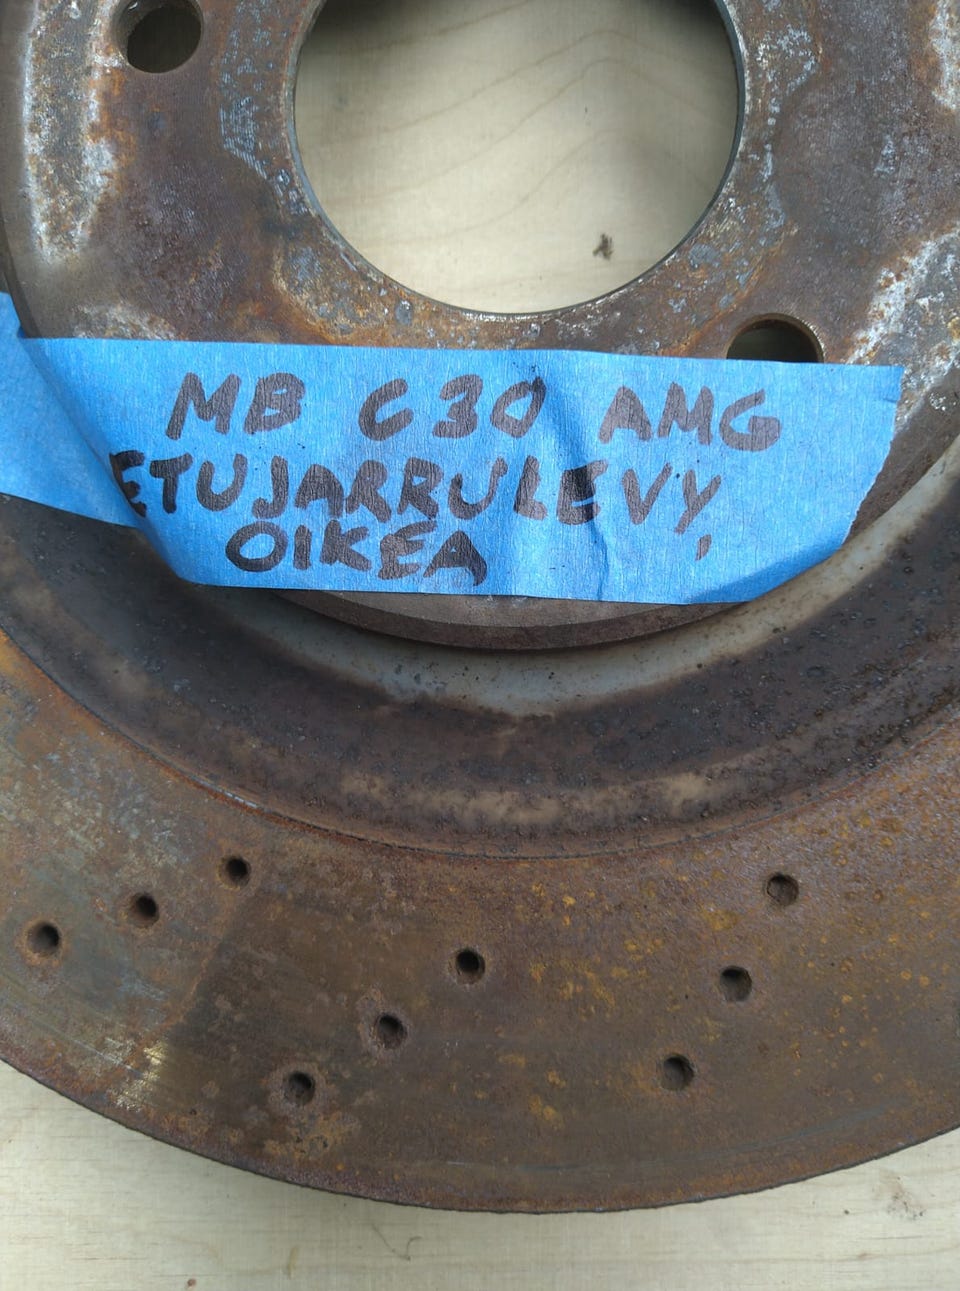 MB C30 AMG
ETUJARRULEVY,
OIKEA